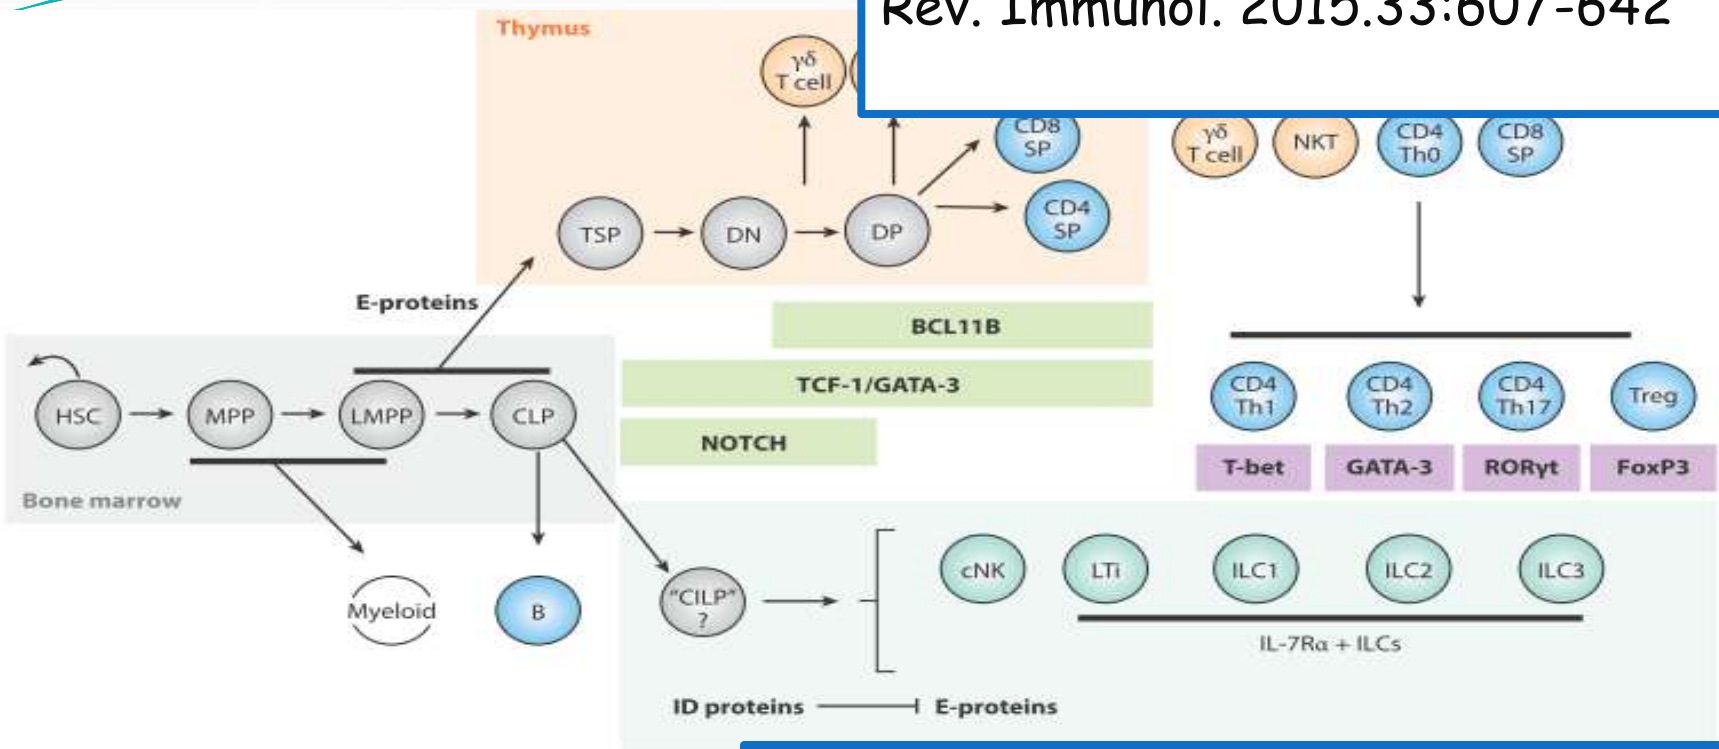 Rev. Immunol. 2015.33:607-642
Thymus
γδ
T cell
CD8
SP
γδ
T cell
NKT
CD4
Th0
CD8
SP
TSP
DN
DP
CD4
SP
E-proteins
BCL11B
TCF-1/GATA-3
NOTCH
HSC
MPP
LMPP
CLP
Bone marrow
CD4
Th1
CD4
Th2
CD4
Th17
Treg
T-bet
GATA-3
RORγt
FoxP3
Myeloid
B
"CILP"
?
cNK
LTi
ILC1
ILC2
ILC3
IL-7Rα + ILCs
ID proteins
E-proteins